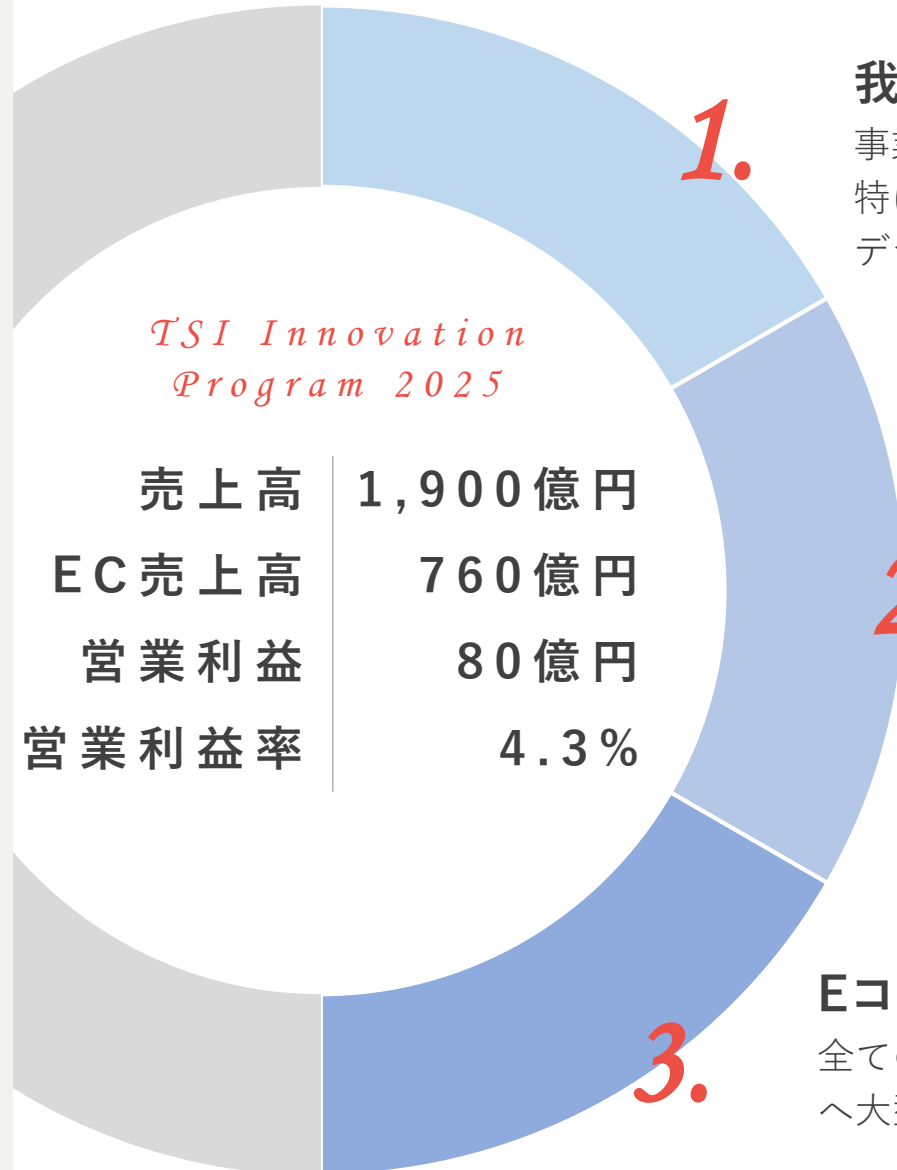 1.
我
事
特に
デ
TSI Innovation
Program 2025
売上高 1,900億円
EC売上高 760億円
営業利益 80億円
営業利益率 4.3%
2
Eコ
全ての
へ大
3.